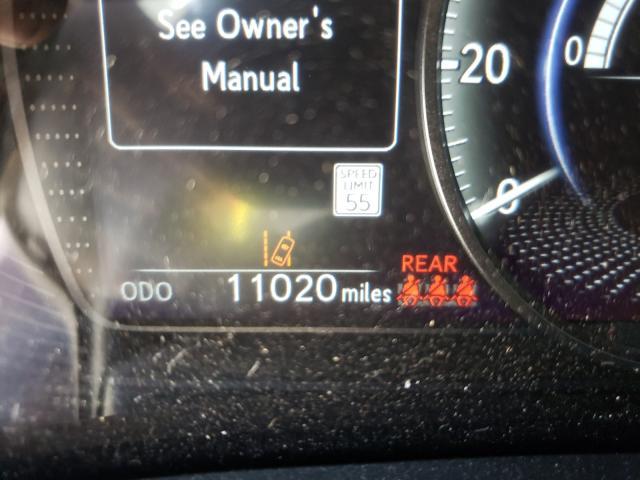 See Owner's
Manual
20
0
0
SPEED
LIMIT
55
REAR
ODO 11020 miles